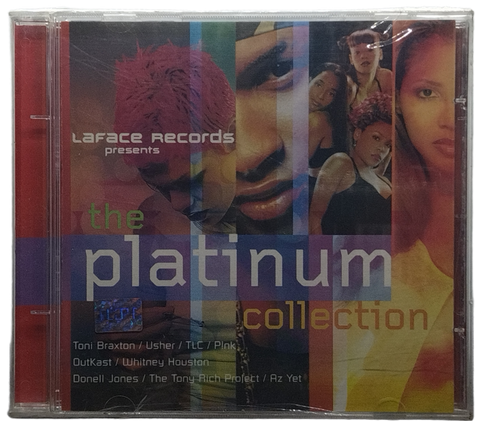 LaFace Records
presents
the
platinum
collection
Toni Braxton / Usher / TLC / P!nk
OutKast / Whitney Houston
Donell Jones / The Tony Rich Project / Az Yet